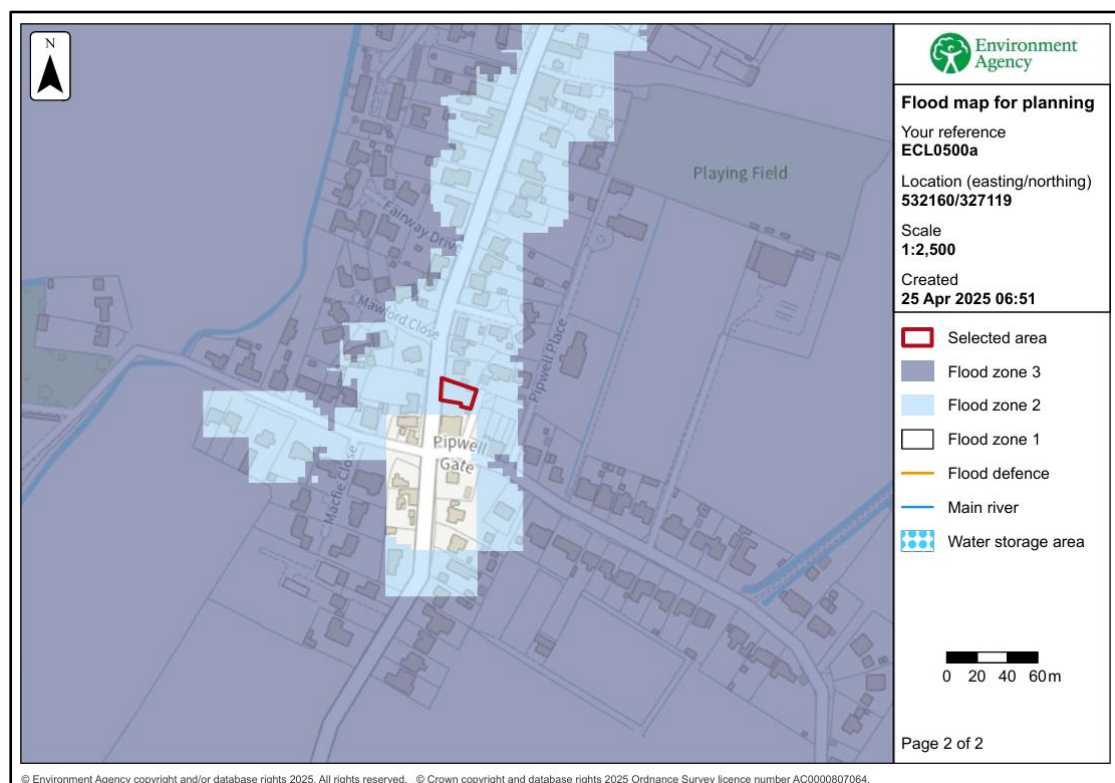 N
Fairway Drive
Playing Field
Mawford Close
Pipwell Place
Pipwell
Gate
Macfie Close
Environment
Agency
Flood map for planning
Your reference
ECL0500a
Location (easting/northing)
532160/327119
Scale
1:2,500
Created
25 Apr 2025 06:51
Selected area
Flood zone 3
Flood zone 2
Flood zone 1
Flood defence
Main river
Water storage area
0 20 40 60m
Page 2 of 2
© Environment Agency copyright and/or database rights 2025. All rights reserved. © Crown copyright and database rights 2025 Ordnance Survey licence number AC0000807064.